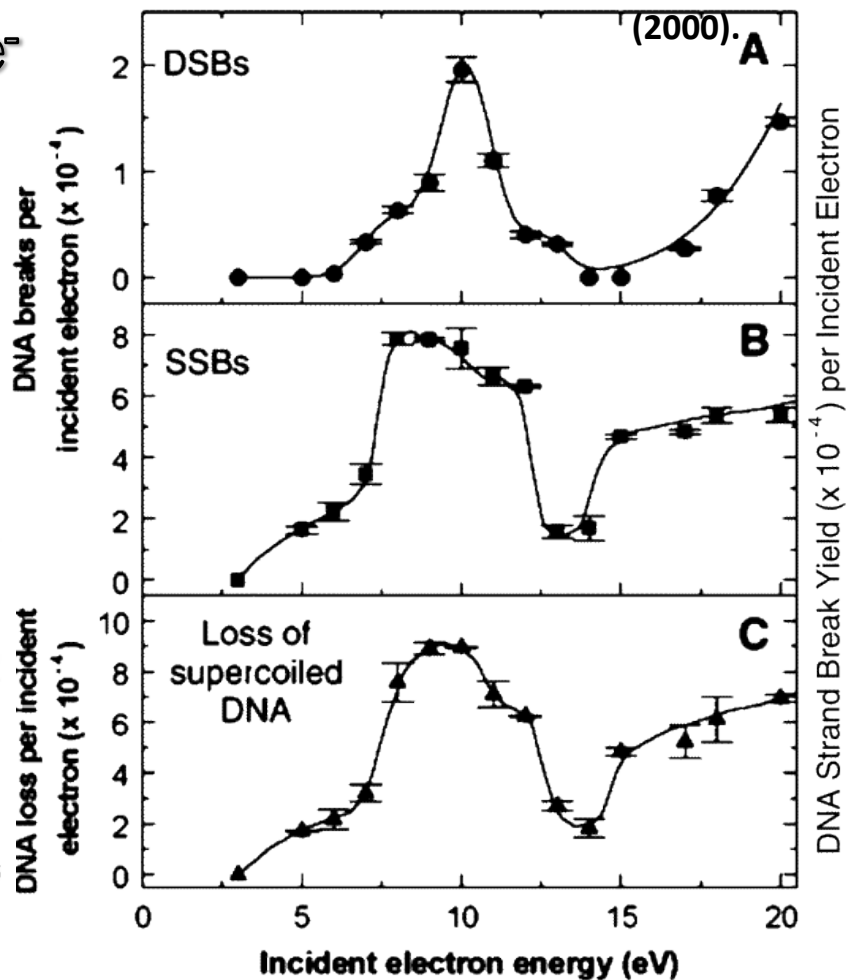 (2000).
A
DSBs
2
1
0
DNA breaks per
incident electron (x 10⁻⁴)
B
SSBs
8
6
4
2
0
C
Loss of
supercoiled
DNA
10
8
6
4
2
0
DNA loss per incident
electron (x 10⁻⁴)
0 5 10 15 20
Incident electron energy (eV)
DNA Strand Break Yield (x 10⁻⁴) per Incident Electron